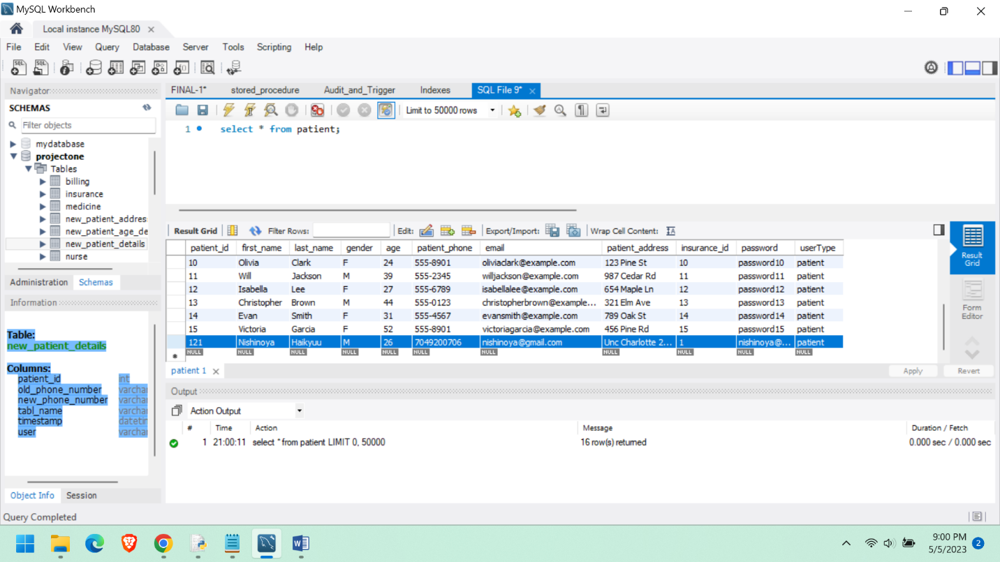 MySQL Workbench
Local instance MySQL80
File Edit View Query Database Server Tools Scripting Help
Navigator
SCHEMAS
Filter objects
mydatabase
projectone
Tables
billing
insurance
medicine
new_patient_addres
new_patient_age_de
new_patient_details
nurse
Administration Schemas
Information
Table:
new_patient_details
Columns:
patient_id int
old_phone_number varcha
new_phone_number varcha
tabl_name varcha
timestamp datetin
user varcha
Object Info Session
FINAL-1* stored_procedure Audit_and_Trigger Indexes SQL File 9*
Limit to 50000 rows
1 select * from patient;
Result Grid Filter Rows: Edit: Export/Import: Wrap Cell Content:
patient_id first_name last_name gender age patient_phone email patient_address insurance_id password userType
10 Olivia Clark F 24 555-8901 oliviaclark@example.com 123 Pine St 10 password10 patient
11 Will Jackson M 39 555-2345 willjackson@example.com 987 Cedar Rd 11 password11 patient
12 Isabella Lee F 27 555-6789 isabellalee@example.com 654 Maple Ln 12 password12 patient
13 Christopher Brown M 44 555-0123 christopherbrown@example... 321 Elm Ave 13 password13 patient
14 Evan Smith F 31 555-4567 evansmith@example.com 789 Oak St 14 password14 patient
15 Victoria Garcia F 52 555-8901 victoriagarcia@example.com 456 Pine Rd 15 password15 patient
121 Nishinoya Haikyuu M 26 7049200706 nishinoya@gmail.com Unc Charlotte 2... 1 nishinoya@... patient
NULL NULL NULL NULL NULL NULL NULL NULL NULL NULL NULL
Result
Grid
Form
Editor
patient 1
Apply Revert
Output
Action Output
# Time Action Message Duration / Fetch
1 21:00:11 select * from patient LIMIT 0, 50000 16 row(s) returned 0.000 sec / 0.000 sec
Query Completed
9:00 PM
5/5/2023
2